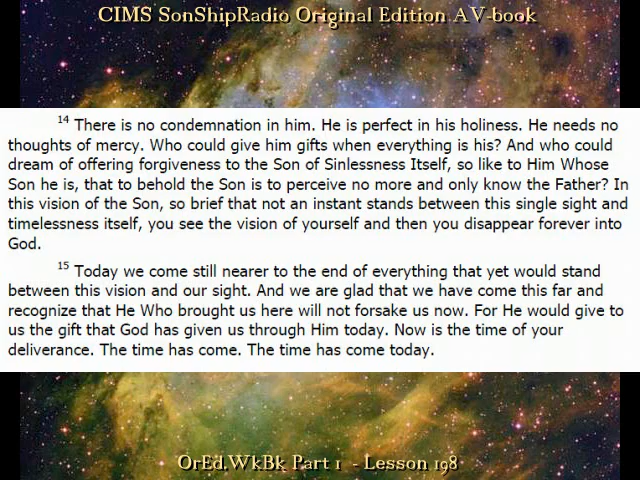 CIMS SonShipRadio Original Edition AV-book
14 There is no condemnation in him. He is perfect in his holiness. He needs no
thoughts of mercy. Who could give him gifts when everything is his? And who could
dream of offering forgiveness to the Son of Sinlessness Itself, so like to Him Whose
Son he is, that to behold the Son is to perceive no more and only know the Father? In
this vision of the Son, so brief that not an instant stands between this single sight and
timelessness itself, you see the vision of yourself and then you disappear forever into
God.
15 Today we come still nearer to the end of everything that yet would stand
between this vision and our sight. And we are glad that we have come this far and
recognize that He Who brought us here will not forsake us now. For He would give to
us the gift that God has given us through Him today. Now is the time of your
deliverance. The time has come. The time has come today.
OrEd.WkBk Part 1 - Lesson 198